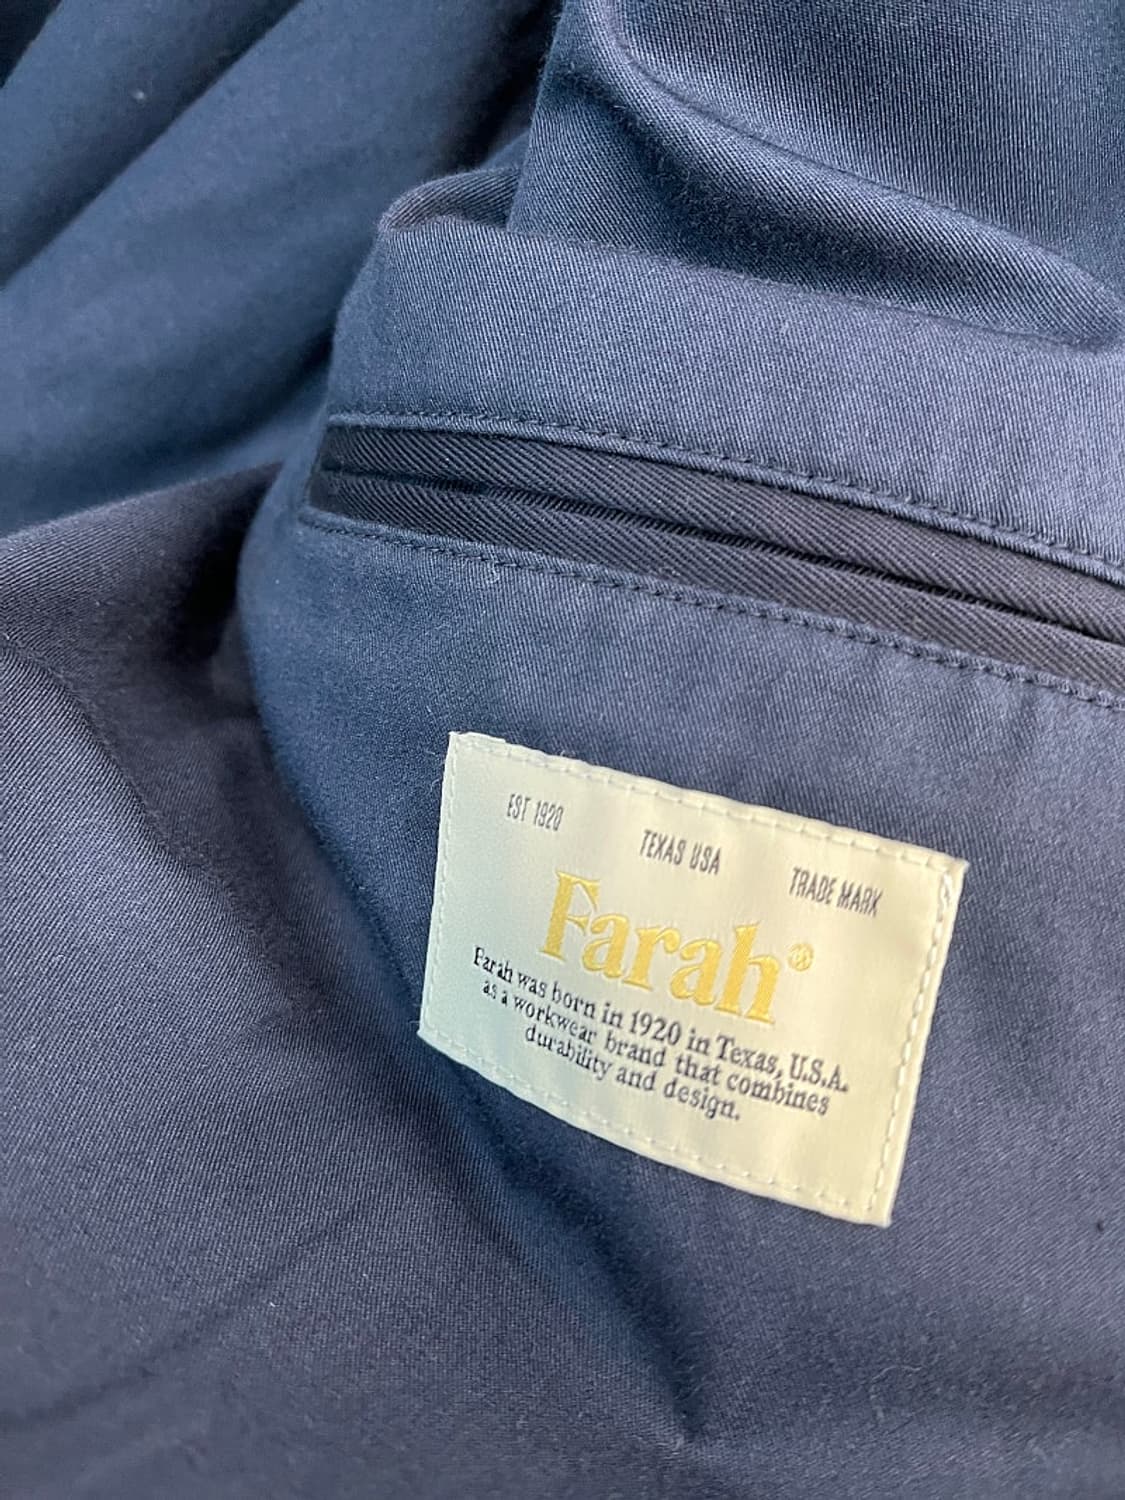 EST 1920
TEXAS USA
TRADE MARK
Farah®
Farah was born in 1920 in Texas, U.S.A.
as a workwear brand that combines
durability and design.